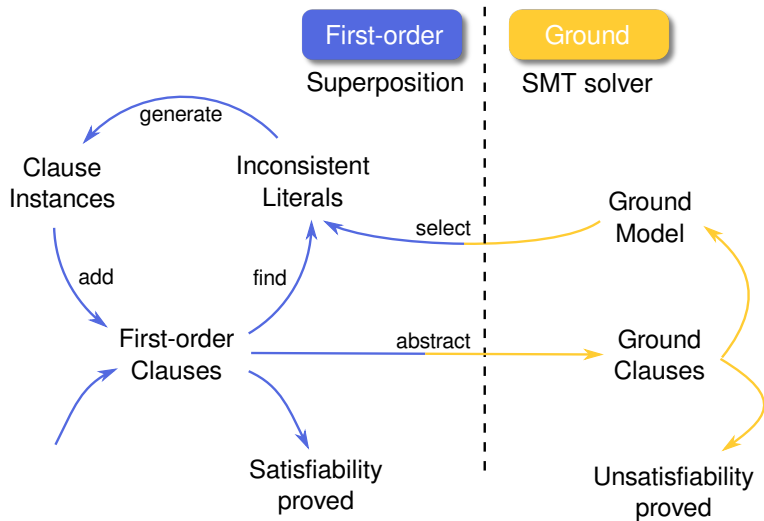 First-order
Ground
Superposition
SMT solver
generate
Clause
Instances
Inconsistent
Literals
select
Ground
Model
add
find
First-order
Clauses
abstract
Ground
Clauses
Satisfiability
proved
Unsatisfiability
proved